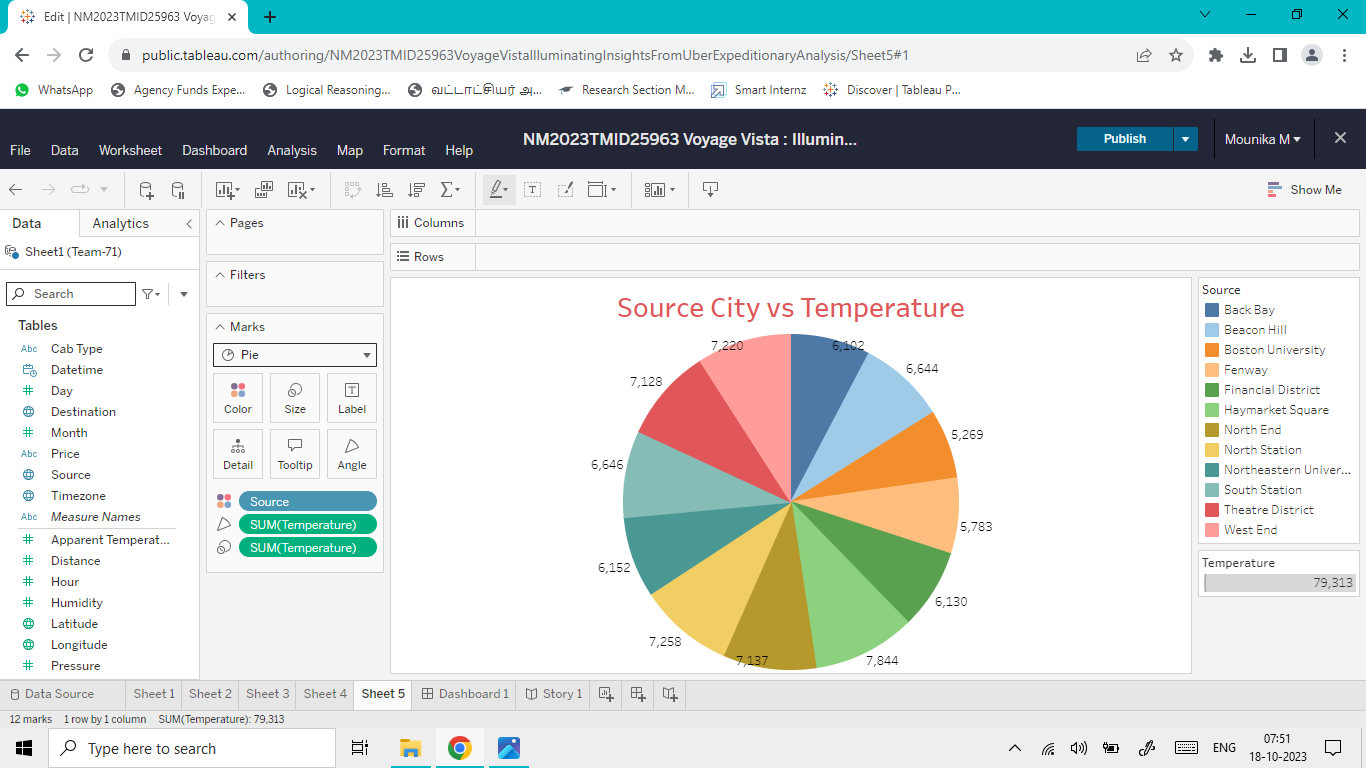 Edit | NM2023TMID25963 Voyag
public.tableau.com/authoring/NM2023TMID25963VoyageVistaIlluminatingInsightsFromUberExpeditionaryAnalysis/Sheet5#1
WhatsApp Agency Funds Expe... Logical Reasoning... வட்டாட்சியர் அ... Research Section M... Smart Internz Discover | Tableau P...
NM2023TMID25963 Voyage Vista : Illumin...
Publish Mounika M
File Data Worksheet Dashboard Analysis Map Format Help
Show Me
Data Analytics
Sheet1 (Team-71)
Search
Tables
Abc Cab Type
Datetime
Day
Destination
Month
Abc Price
Source
Timezone
Abc Measure Names
Apparent Temperat...
Distance
Hour
Humidity
Latitude
Longitude
Pressure
Pages
Filters
Marks
Pie
Color Size Label
Detail Tooltip Angle
Source
SUM(Temperature)
SUM(Temperature)
Columns
Rows
Source City vs Temperature
7,220 6,102
6,644
7,128
5,269
6,646
5,783
6,152
6,130
7,258
7,137 7,844
Source
Back Bay
Beacon Hill
Boston University
Fenway
Financial District
Haymarket Square
North End
North Station
Northeastern Univer...
South Station
Theatre District
West End
Temperature
79,313
Data Source Sheet 1 Sheet 2 Sheet 3 Sheet 4 Sheet 5 Dashboard 1 Story 1
12 marks 1 row by 1 column SUM(Temperature): 79,313
Type here to search
ENG
07:51
18-10-2023